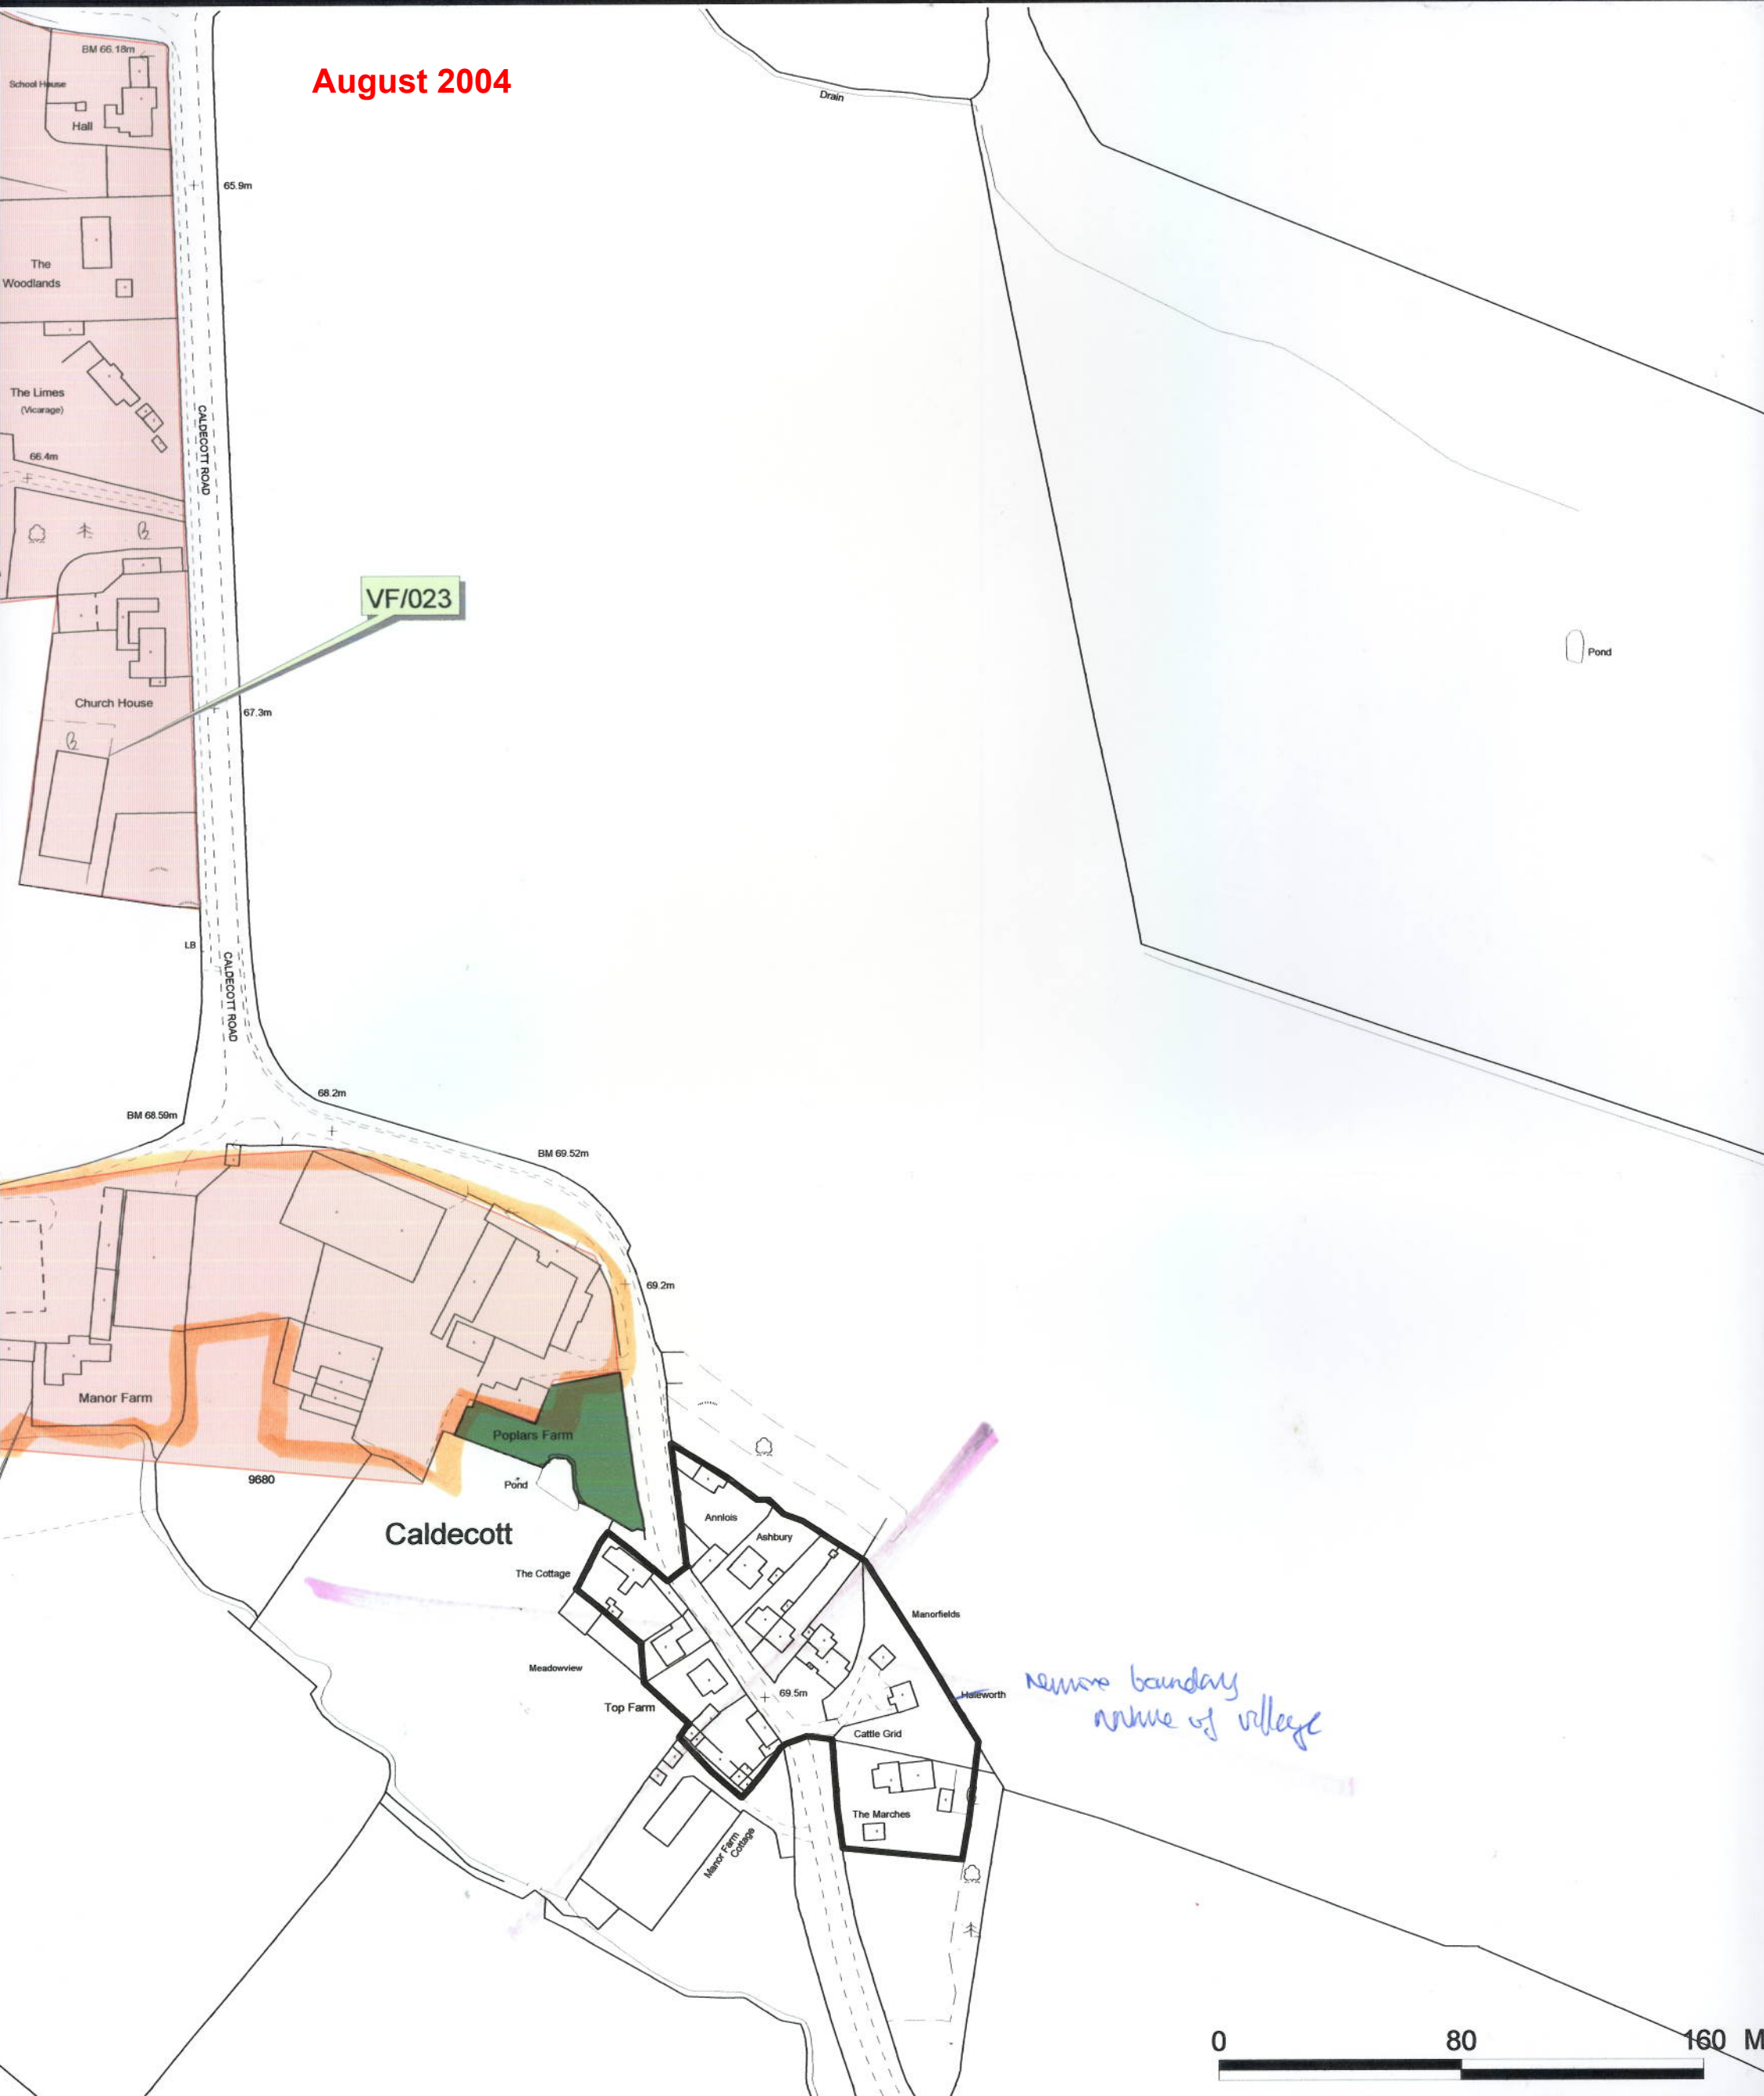 August 2004
BM 66.18m
School House
Hall
Drain
65.9m
The
Woodlands
The Limes
(Vicarage)
66.4m
CALDECOTT ROAD
VF/023
Church House
67.3m
Pond
LB
CALDECOTT ROAD
68.2m
BM 68.59m
BM 69.52m
69.2m
Manor Farm
Poplars Farm
9680
Pond
Caldecott
Annlois
Ashbury
The Cottage
Manorfields
Meadowview
Top Farm
69.5m
Haleworth
boundary
of village
Cattle Grid
The Marches
Manor Farm
Cottage
0 80 160 M